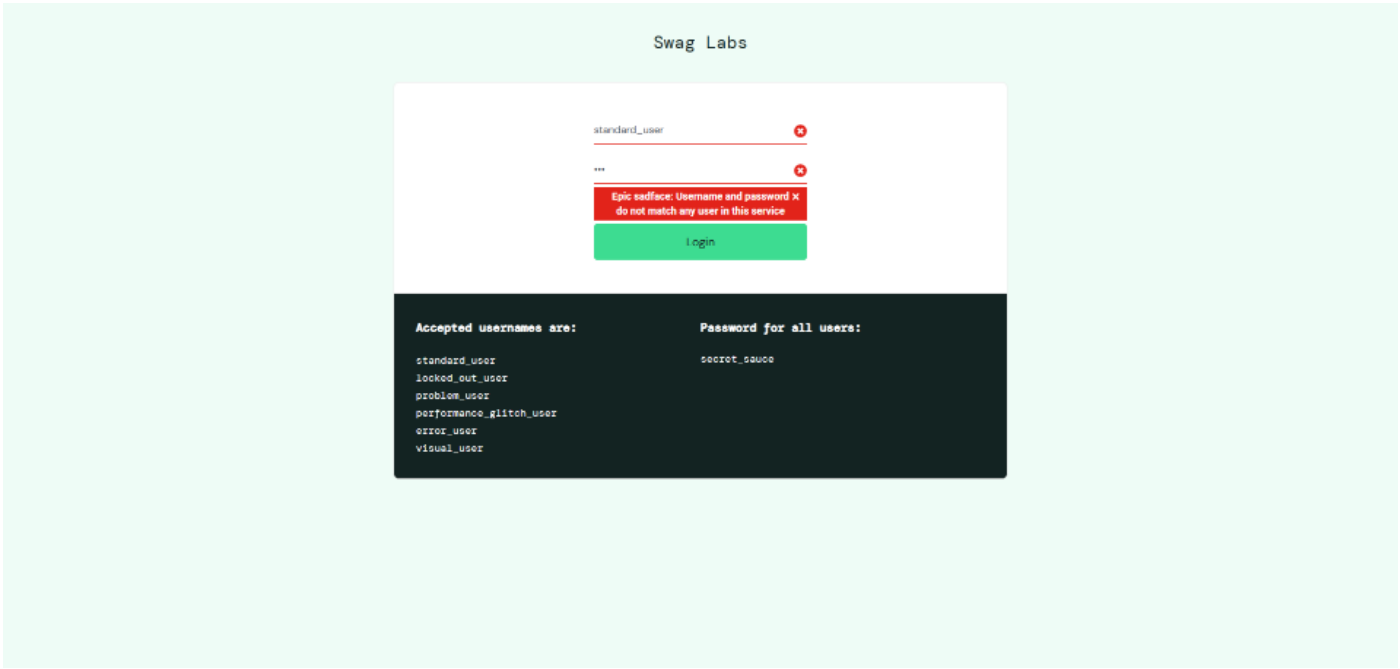 Swag Labs
standard_user
•••
Epic sadface: Username and password
do not match any user in this service
Login
Accepted usernames are:
standard_user
locked_out_user
problem_user
performance_glitch_user
error_user
visual_user
Password for all users:
secret_sauce